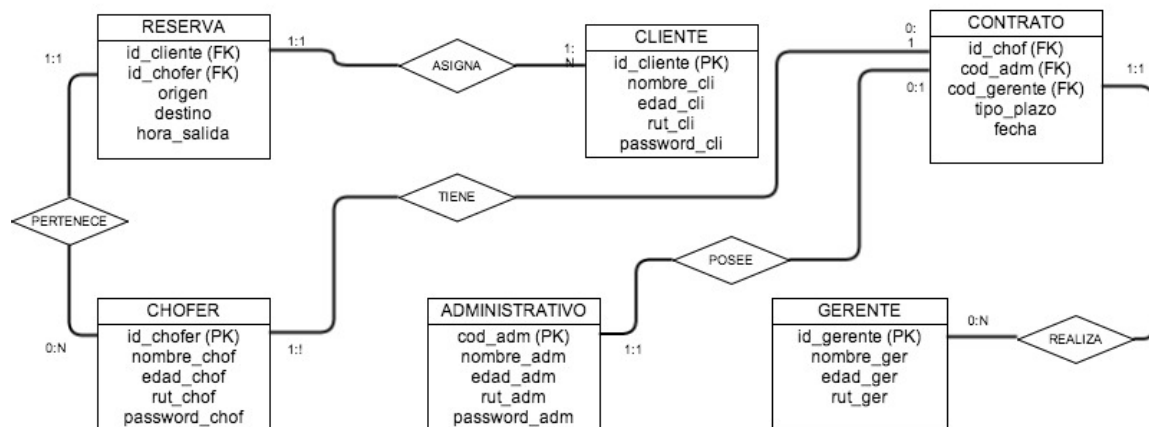 RESERVA
id_cliente (FK)
id_chofer (FK)
origen
destino
hora_salida
1:1
1:1
ASIGNA
1:
N
CLIENTE
id_cliente (PK)
nombre_cli
edad_cli
rut_cli
password_cli
0:
1
0:1
CONTRATO
id_chof (FK)
cod_adm (FK)
cod_gerente (FK)
tipo_plazo
fecha
1:1
PERTENECE
TIENE
POSEE
CHOFER
id_chofer (PK)
nombre_chof
edad_chof
rut_chof
password_chof
0:N
1:!
ADMINISTRATIVO
cod_adm (PK)
nombre_adm
edad_adm
rut_adm
password_adm
1:1
GERENTE
id_gerente (PK)
nombre_ger
edad_ger
rut_ger
0:N
REALIZA